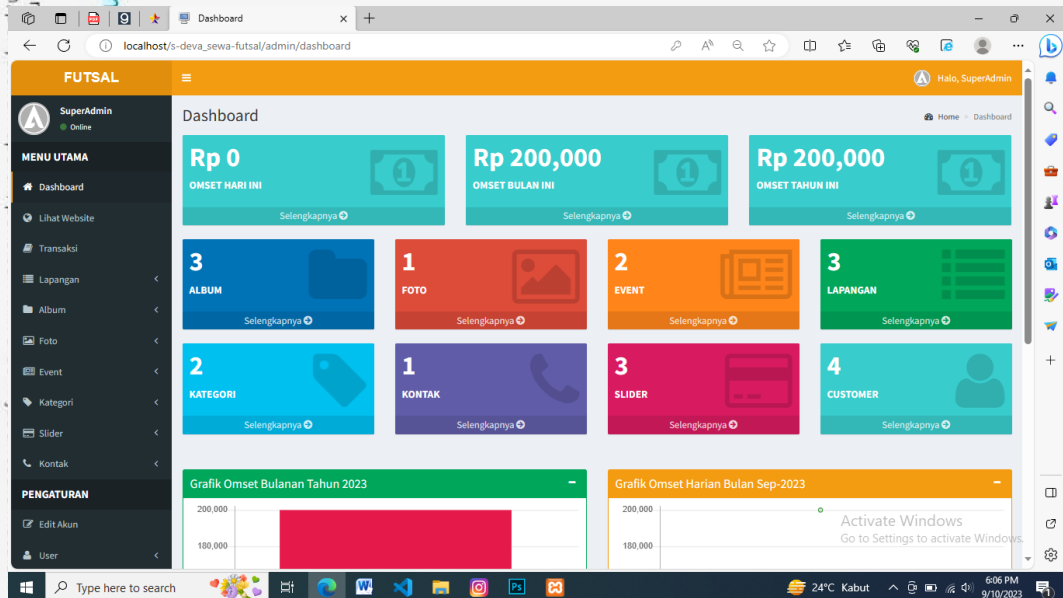 Dashboard
localhost/s-deva_sewa-futsal/admin/dashboard
FUTSAL
Halo, SuperAdmin
SuperAdmin
Online
Dashboard
Home > Dashboard
MENU UTAMA
Dashboard
Lihat Website
Transaksi
Lapangan
Album
Foto
Event
Kategori
Slider
Kontak
PENGATURAN
Edit Akun
User
Rp 0
OMSET HARI INI
Selengkapnya
Rp 200,000
OMSET BULAN INI
Selengkapnya
Rp 200,000
OMSET TAHUN INI
Selengkapnya
3
ALBUM
Selengkapnya
1
FOTO
Selengkapnya
2
EVENT
Selengkapnya
3
LAPANGAN
Selengkapnya
2
KATEGORI
Selengkapnya
1
KONTAK
Selengkapnya
3
SLIDER
Selengkapnya
4
CUSTOMER
Selengkapnya
Grafik Omset Bulanan Tahun 2023
200,000
180,000
Grafik Omset Harian Bulan Sep-2023
200,000
180,000
Activate Windows
Go to Settings to activate Windows.
Type here to search
24°C Kabut
6:06 PM
9/10/2023